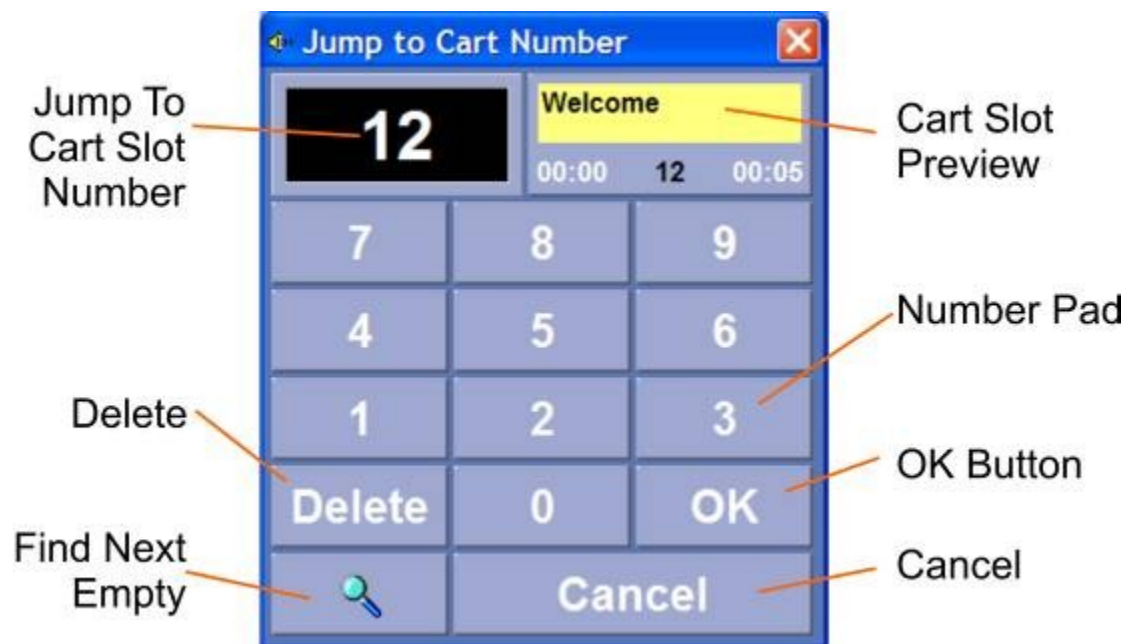 Jump to Cart Number
Jump To
Cart Slot
Number
12
Welcome
00:00 12 00:05
Cart Slot
Preview
7 8 9
4 5 6
Number Pad
1 2 3
Delete
Delete 0 OK
OK Button
Find Next
Empty
Cancel
Cancel